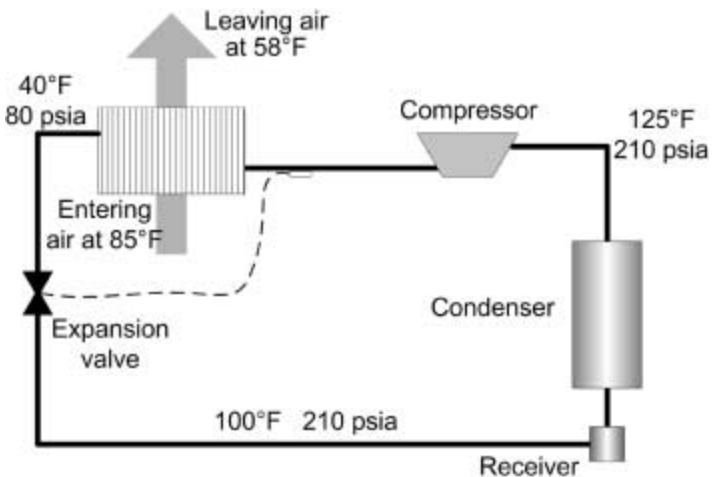 Leaving air
at 58°F
40°F
80 psia
Compressor
125°F
210 psia
Entering
air at 85°F
Condenser
Expansion
valve
100°F 210 psia
Receiver